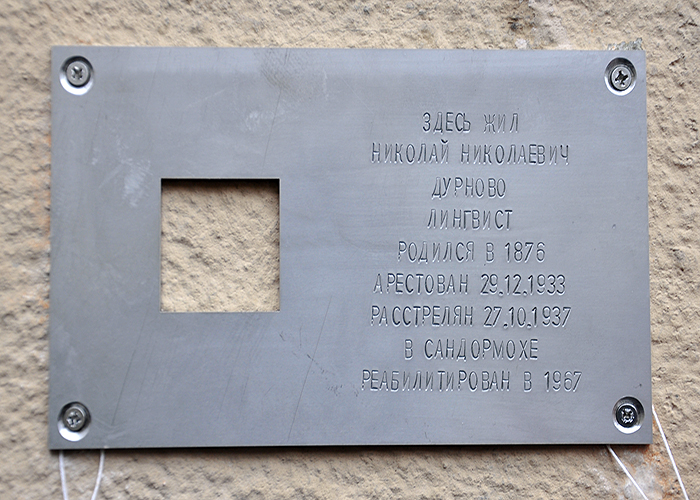 ЗДЕСЬ ЖИЛ
НИКОЛАЙ НИКОЛАЕВИЧ
ДУРНОВО
ЛИНГВИСТ
РОДИЛСЯ В 1876
АРЕСТОВАН 29.12.1933
РАССТРЕЛЯН 27.10.1937
В САНДОРМОХЕ
РЕАБИЛИТИРОВАН В 1967